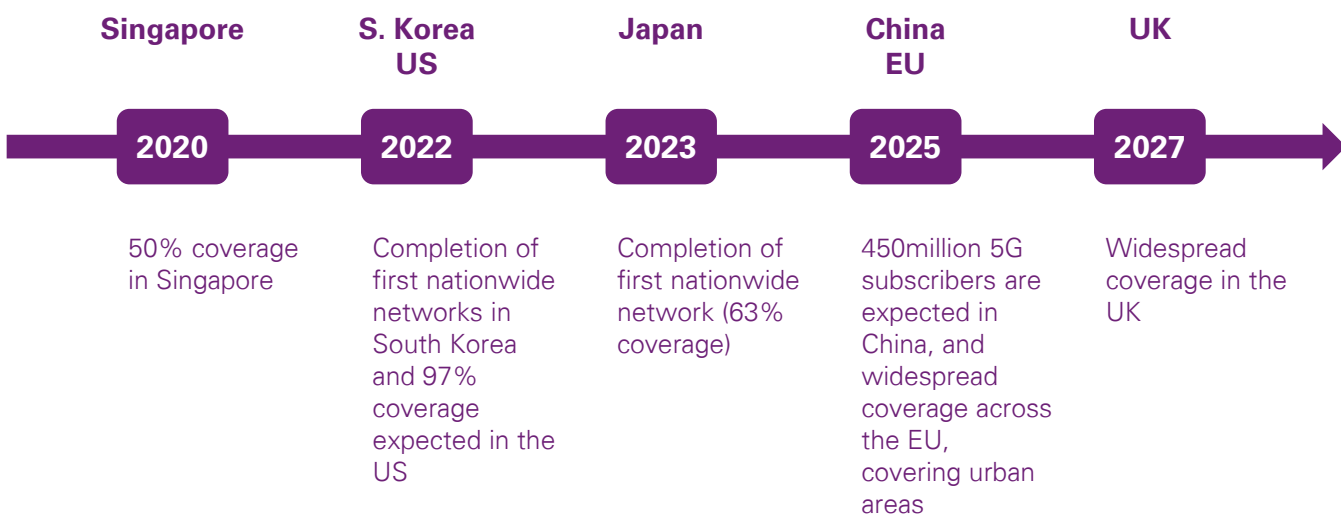 Singapore
S. Korea
US
Japan
China
EU
UK
2020
2022
2023
2025
2027
50% coverage
in Singapore
Completion of
first nationwide
networks in
South Korea
and 97%
coverage
expected in the
US
Completion of
first nationwide
network (63%
coverage)
450million 5G
subscribers are
expected in
China, and
widespread
coverage across
the EU,
covering urban
areas
Widespread
coverage in the
UK